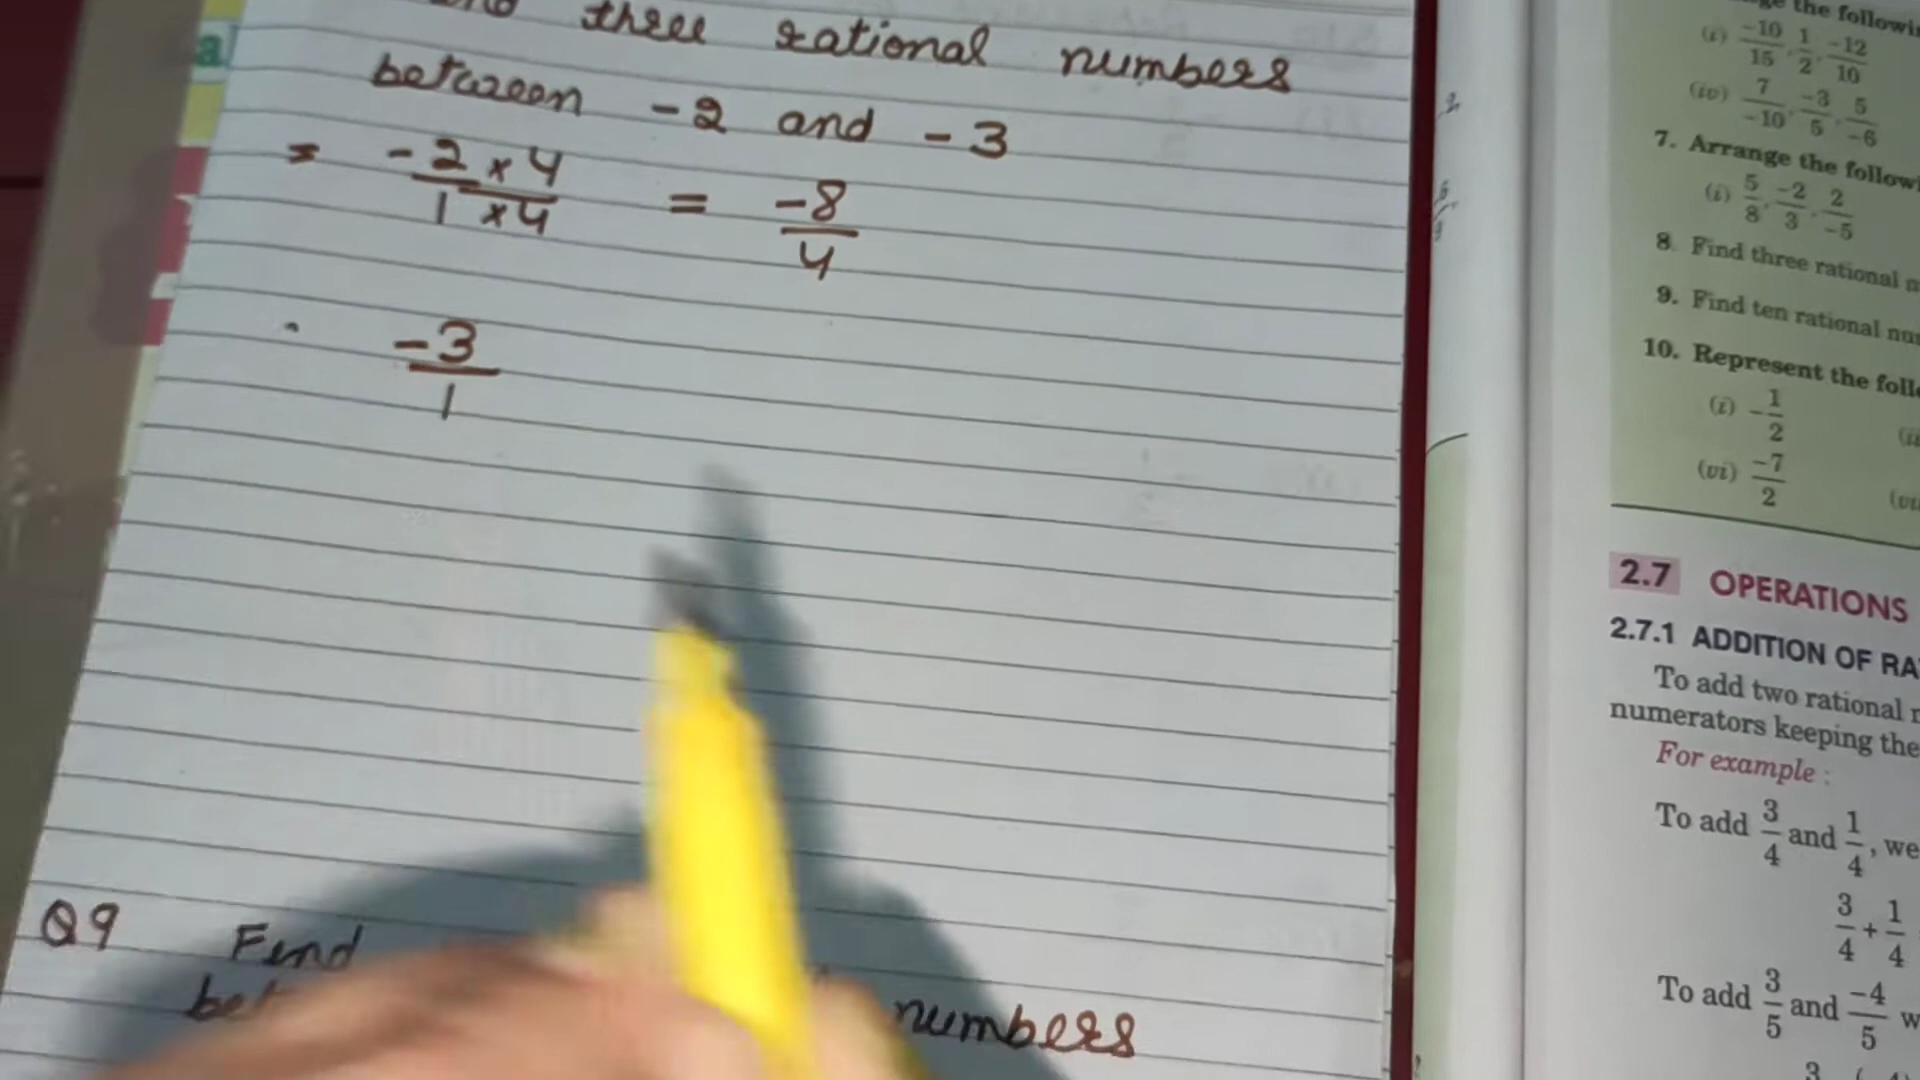 three rational numbers
between -2 and -3
= -2 x 4 / 1 x 4 = -8 / 4
-3 / 1
Q9 Find
numbers
the following
(i) -10/15, 1/2, -12/10
(iv) 7/-10, -3/5, 5/-6
7. Arrange the
(i) 5/8, -2/3, 2/-5
8. Find three rational
9. Find ten rational
10. Represent the
(i) -1/2
(vi) -7/2
2.7 OPERATIONS
2.7.1 ADDITION OF
To add two rational
numerators keeping the
For example :
To add 3/4 and 1/4, we
3/4 + 1/4
To add 3/5 and -4/5